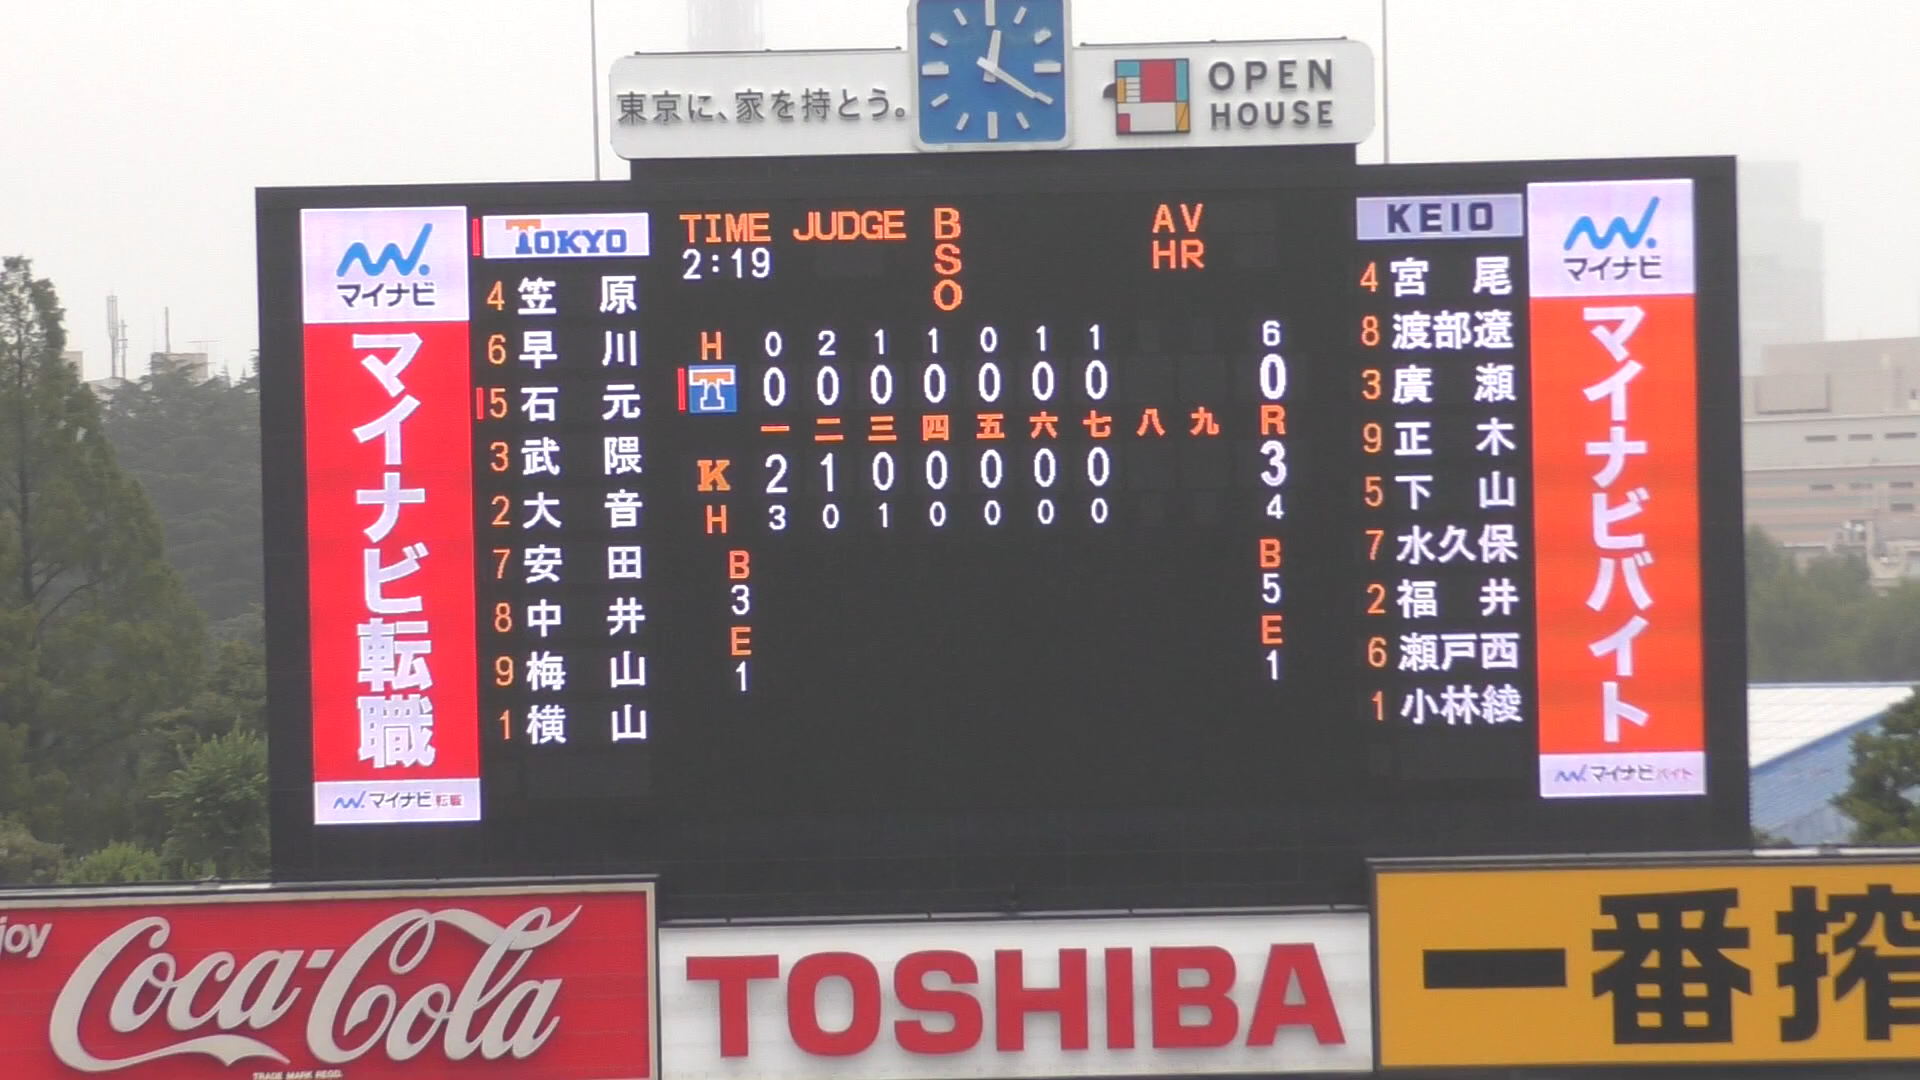 東京に、家を持とう。
OPEN HOUSE
マイナビ
マイナビ転職
マイナビ転職
TOKYO
4 笠原
6 早川
5 石元
3 武隈
2 大音
7 安田
8 中井
9 梅山
1 横山
TIME JUDGE B AV
2:19 S HR
O
H 0 2 1 1 0 1 1 6
T 0 0 0 0 0 0 0 0
一 二 三 四 五 六 七 八 九 R
K 2 1 0 0 0 0 0 3
H 3 0 1 0 0 0 0 4
B B
3 5
E E
1 1
KEIO
4 宮尾
8 渡部遼
3 廣瀬
9 正木
5 下山
7 水久保
2 福井
6 瀬戸西
1 小林綾
マイナビ
マイナビバイト
マイナビバイト
joy
Coca-Cola
TRADE MARK REGD.
TOSHIBA
一番搾